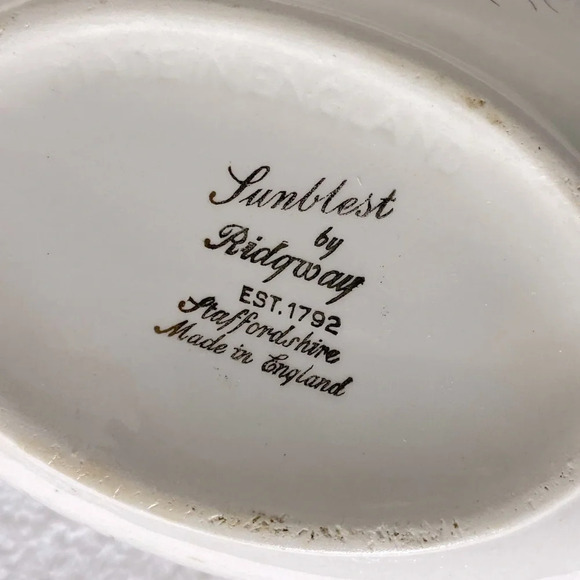 Sunblest
by
Ridgway
EST. 1792
Staffordshire
Made in England